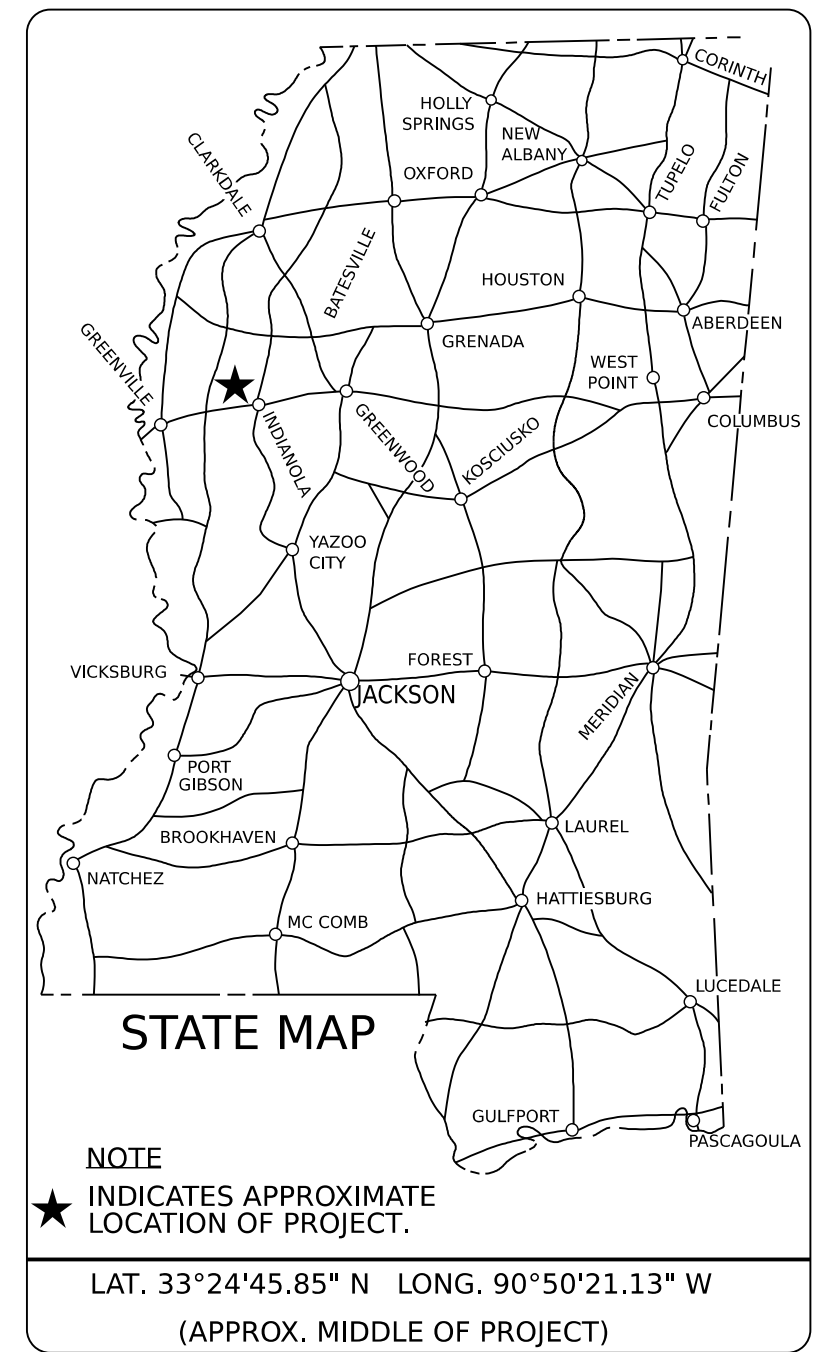 CORINTH
HOLLY
SPRINGS
NEW
ALBANY
CLARKDALE
OXFORD
TUPELO
FULTON
BATESVILLE
HOUSTON
ABERDEEN
GREENVILLE
GRENADA
WEST
POINT
COLUMBUS
INDIANOLA
GREENWOOD
KOSCIUSKO
YAZOO
CITY
VICKSBURG
FOREST
JACKSON
MERIDIAN
PORT
GIBSON
BROOKHAVEN
LAUREL
NATCHEZ
HATTIESBURG
MC COMB
LUCEDALE
STATE MAP
GULFPORT
PASCAGOULA
NOTE
INDICATES APPROXIMATE
LOCATION OF PROJECT.
LAT. 33°24'45.85" N LONG. 90°50'21.13" W
(APPROX. MIDDLE OF PROJECT)